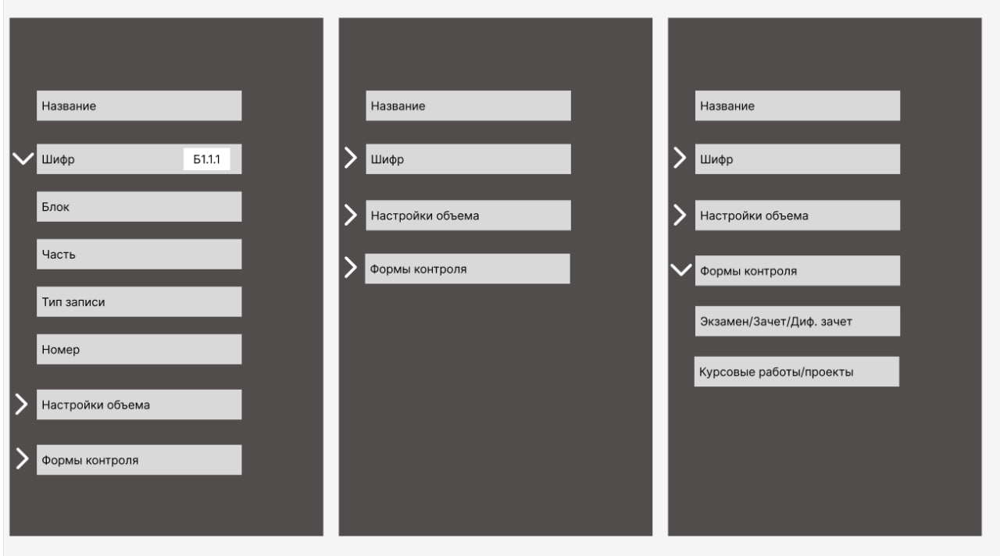 Название
Шифр
Б1.1.1
Блок
Часть
Тип записи
Номер
Настройки объема
Формы контроля
Название
Шифр
Настройки объема
Формы контроля
Название
Шифр
Настройки объема
Формы контроля
Экзамен/Зачет/Диф. зачет
Курсовые работы/проекты